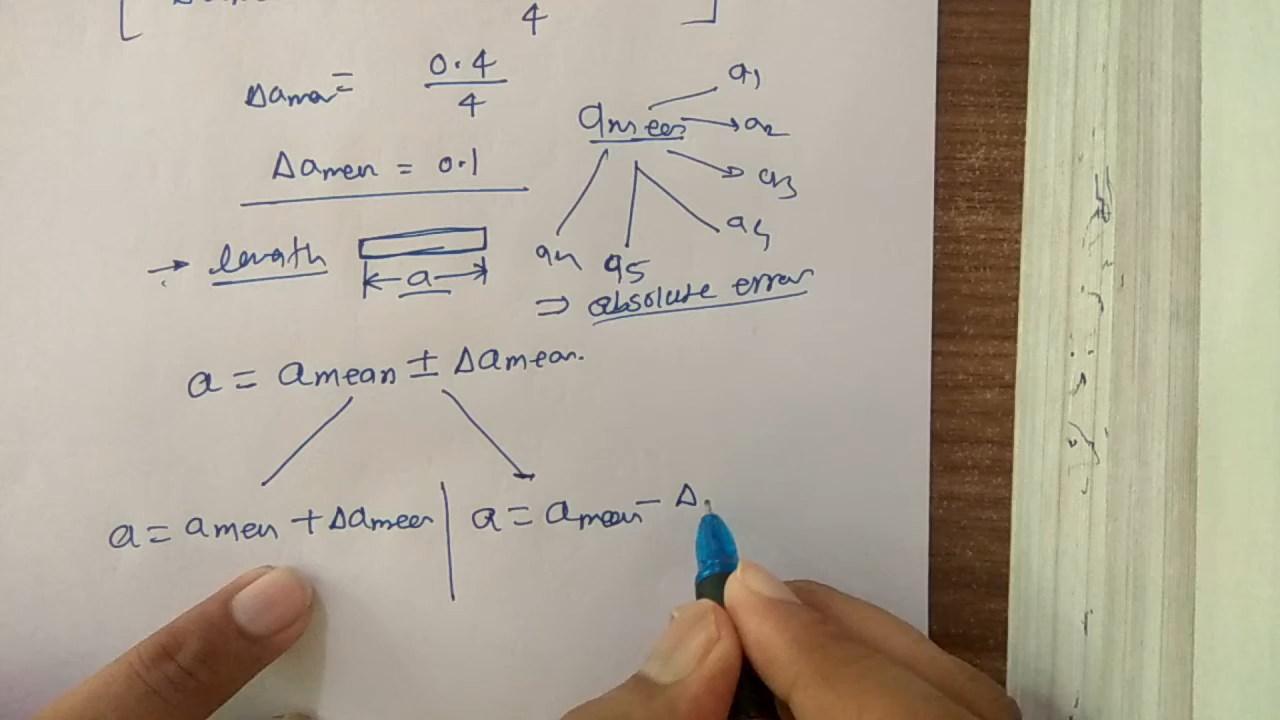 4
Δama = 0.4 / 4
Δamen = 0.1
amean
a1
a2
a3
a4
an a5
→ length
a
⇒ absolute error
a = amean ± Δamean.
a = amen + Δameen
a = amean - Δ